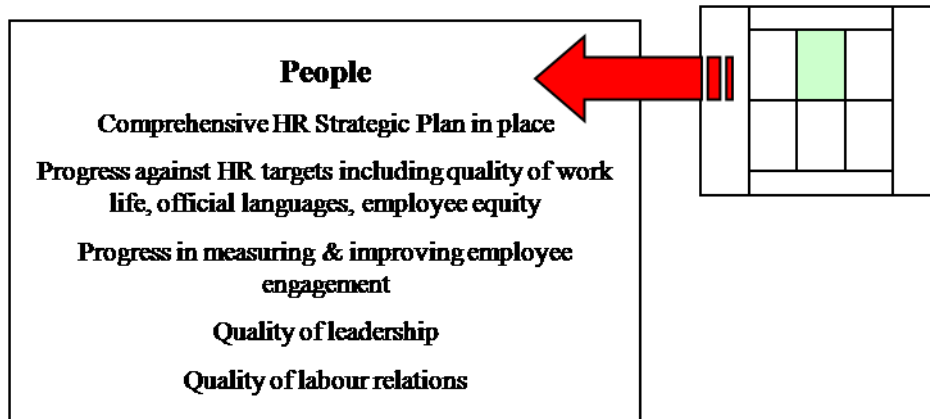 People
Comprehensive HR Strategic Plan in place
Progress against HR targets including quality of work
life, official languages, employee equity
Progress in measuring & improving employee
engagement
Quality of leadership
Quality of labour relations